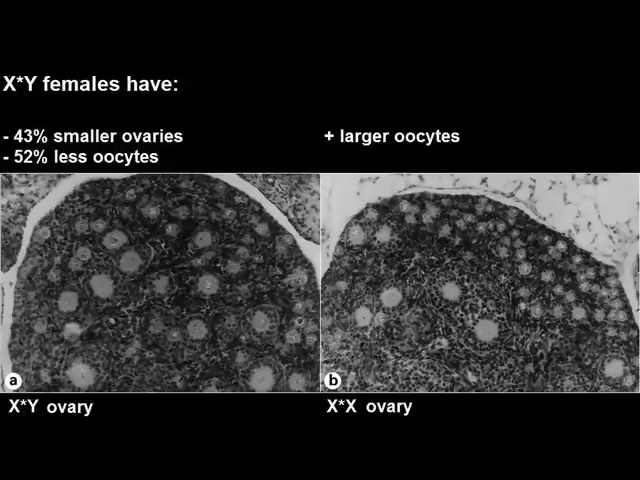 X*Y females have:
- 43% smaller ovaries
- 52% less oocytes
+ larger oocytes
a
b
X*Y ovary
X*X ovary